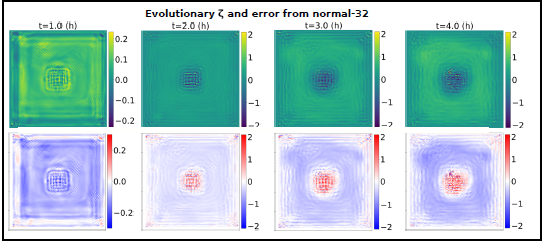 Evolutionary ζ and error from normal-32
t=1.0 (h) t=2.0 (h) t=3.0 (h) t=4.0 (h)
0.2 2 2 2
0.1 1 1 1
0.0 0 0 0
−0.1 −1 −1 −1
−0.2 −2 −2 −2
0.2 2 2 2
1 1 1
0.0 0 0 0
−1 −1 −1
−0.2 −2 −2 −2